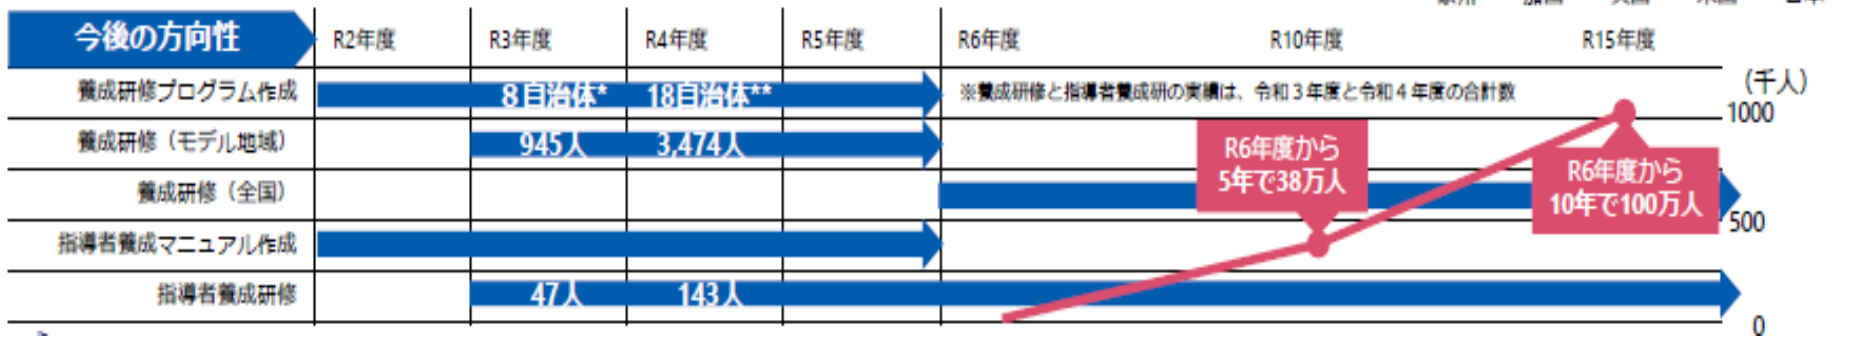 今後の方向性 R2年度 R3年度 R4年度 R5年度 R6年度 R10年度 R15年度
養成研修プログラム作成 8自治体* 18自治体** ※養成研修と指導者養成研の実績は、令和3年度と令和4年度の合計数 （千人）
1000
養成研修（モデル地域） 945人 3,474人
R6年度から
5年で38万人
R6年度から
10年で100万人
養成研修（全国）
500
指導者養成マニュアル作成
指導者養成研修 47人 143人
0